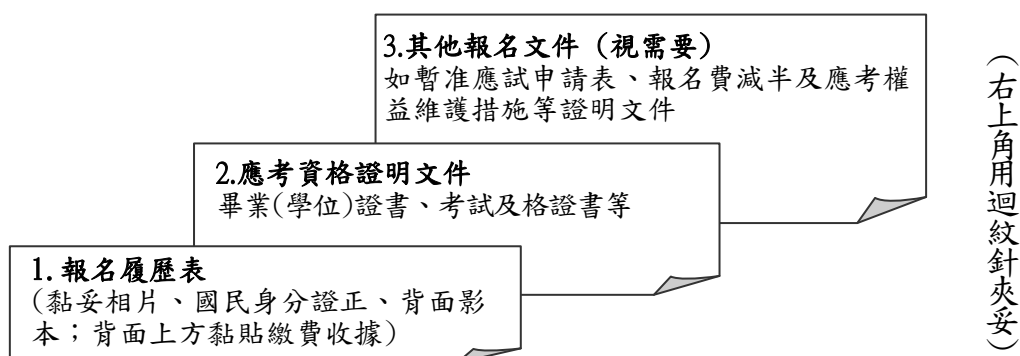 3.其他報名文件（視需要）
如暫准應試申請表、報名費減半及應考權
益維護措施等證明文件
2.應考資格證明文件
畢業(學位)證書、考試及格證書等
1.報名履歷表
(黏妥相片、國民身分證正、背面影
本；背面上方黏貼繳費收據)
（右上角用迴紋針夾妥）